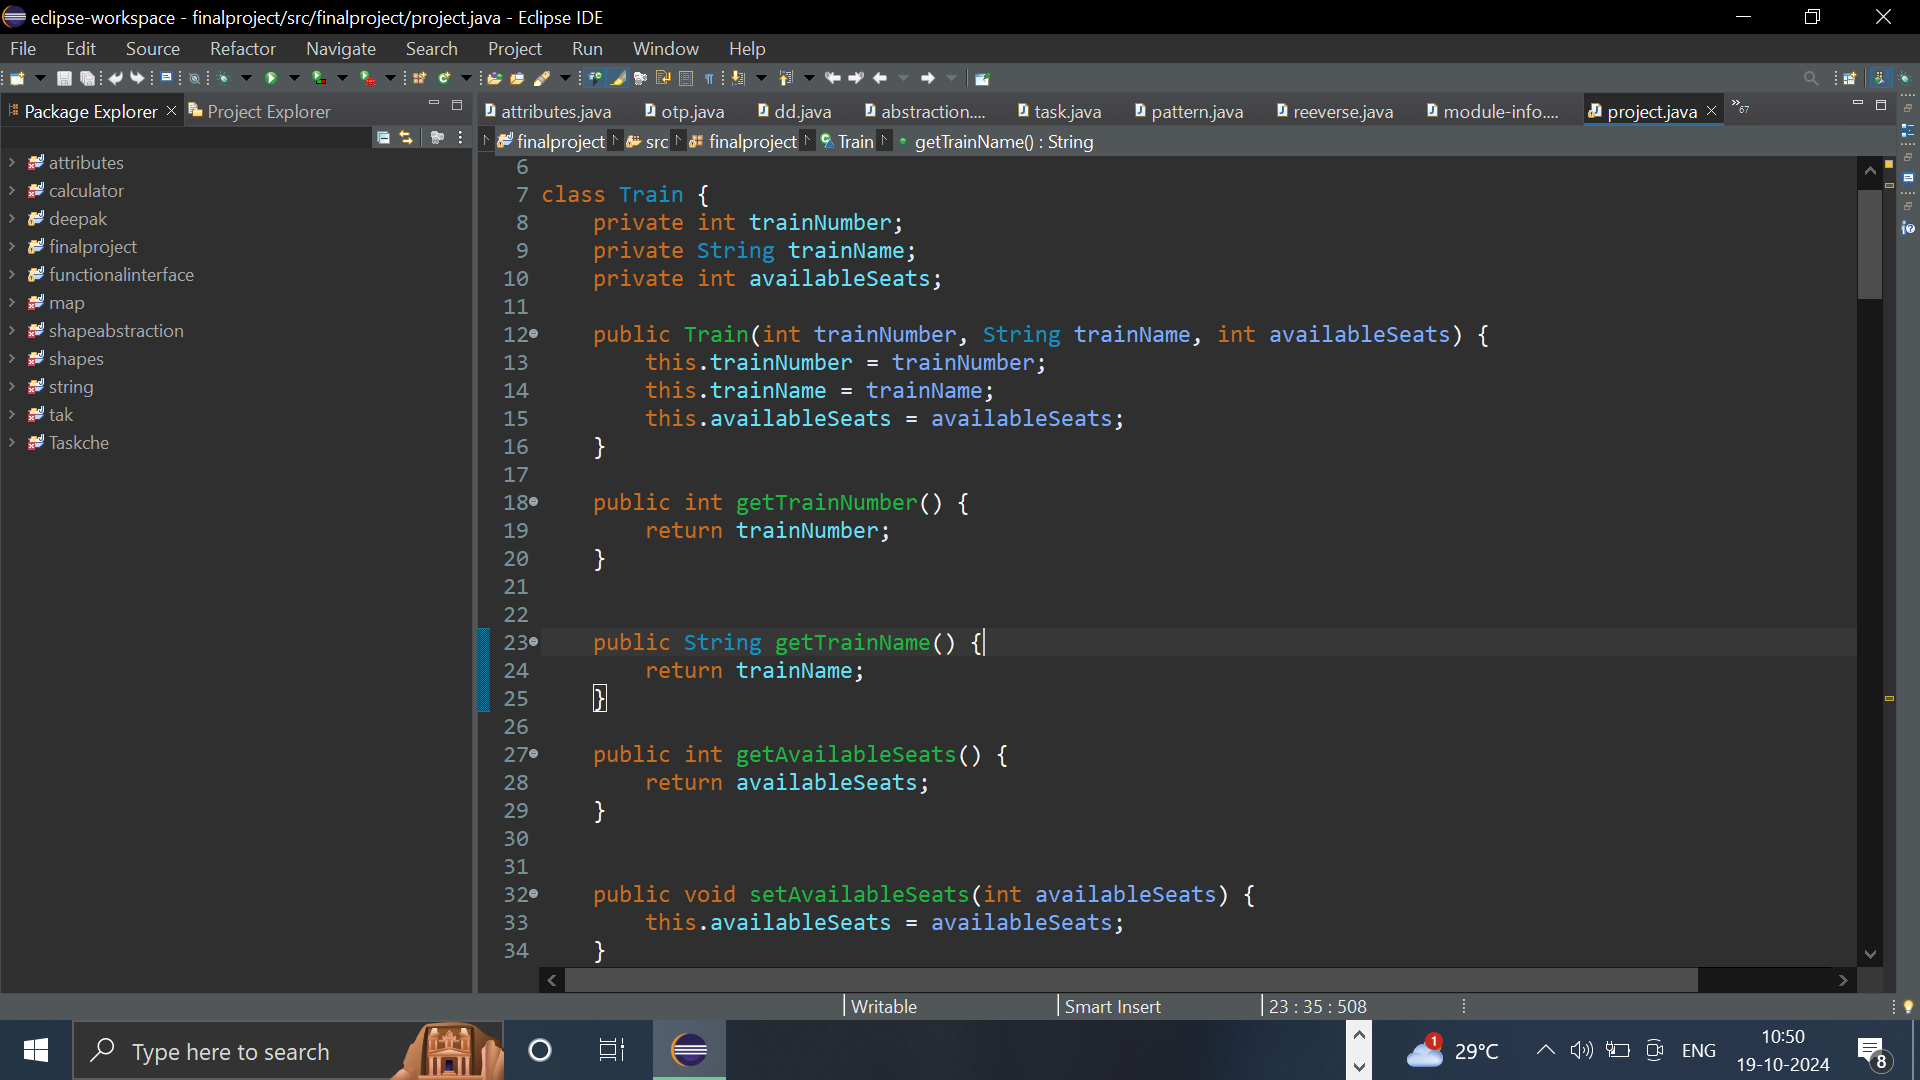 eclipse-workspace - finalproject/src/finalproject/project.java - Eclipse IDE
File Edit Source Refactor Navigate Search Project Run Window Help
Package Explorer Project Explorer
attributes.java otp.java dd.java abstraction.... task.java pattern.java reeverse.java module-info.... project.java »67
finalproject src finalproject Train getTrainName() : String
attributes
calculator
deepak
finalproject
functionalinterface
map
shapeabstraction
shapes
string
tak
Taskche
6
7 class Train {
8 private int trainNumber;
9 private String trainName;
10 private int availableSeats;
11
12 public Train(int trainNumber, String trainName, int availableSeats) {
13 this.trainNumber = trainNumber;
14 this.trainName = trainName;
15 this.availableSeats = availableSeats;
16 }
17
18 public int getTrainNumber() {
19 return trainNumber;
20 }
21
22
23 public String getTrainName() {
24 return trainName;
25 }
26
27 public int getAvailableSeats() {
28 return availableSeats;
29 }
30
31
32 public void setAvailableSeats(int availableSeats) {
33 this.availableSeats = availableSeats;
34 }
Writable Smart Insert 23 : 35 : 508
Type here to search
1 29°C ENG
10:50
19-10-2024
8